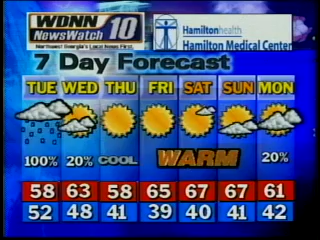 WDNN
NewsWatch 10
Northwest Georgia's Local News First.
Hamiltonhealth
Hamilton Medical Center
7 Day Forecast
TUE WED THU FRI SAT SUN MON
100% 20% COOL WARM 20%
58 63 58 65 67 67 61
52 48 41 39 40 41 42